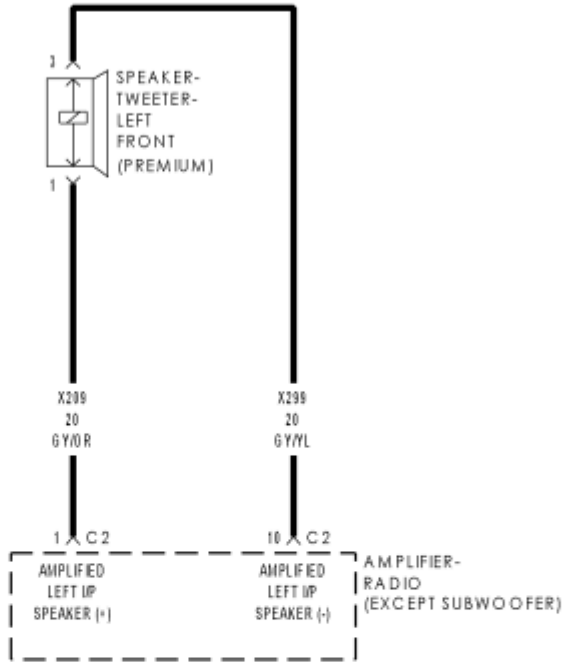 3
SPEAKER-
TWEETER-
LEFT
FRONT
(PREMIUM)
1
X209
20
GY/OR
X299
20
GY/YL
1 C2
10 C2
AMPLIFIED
LEFT I/P
SPEAKER (+)
AMPLIFIED
LEFT I/P
SPEAKER (-)
AMPLIFIER-
RADIO
(EXCEPT SUBWOOFER)